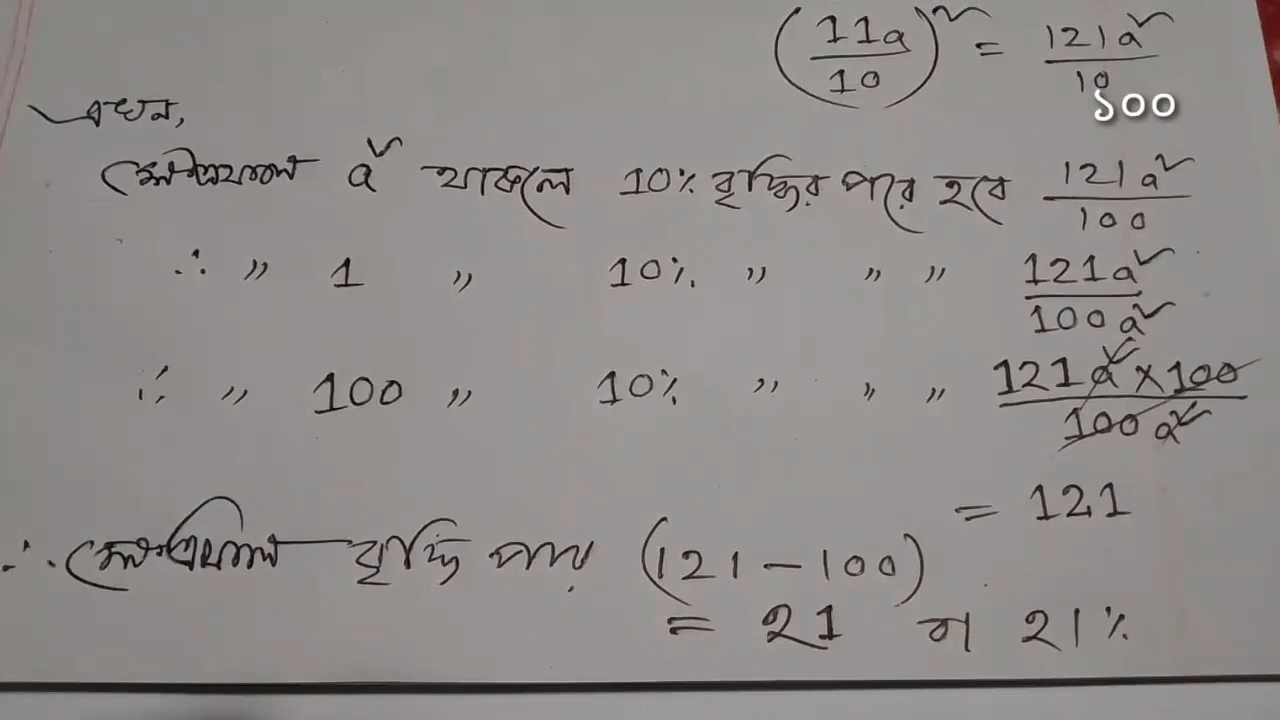 (11a/10)² = 121a²/10
১০০
এখন,
ক্ষেত্রফল a² থাকলে 10% বৃদ্ধির পরে হবে 121a²/100
∴ " 1 " 10% " " " 121a²/100a²
∴ " 100 " 10% " " " 121a²×100/100a²
= 121
∴ ক্ষেত্রফল বৃদ্ধি পায় (121-100)
= 21 বা 21%